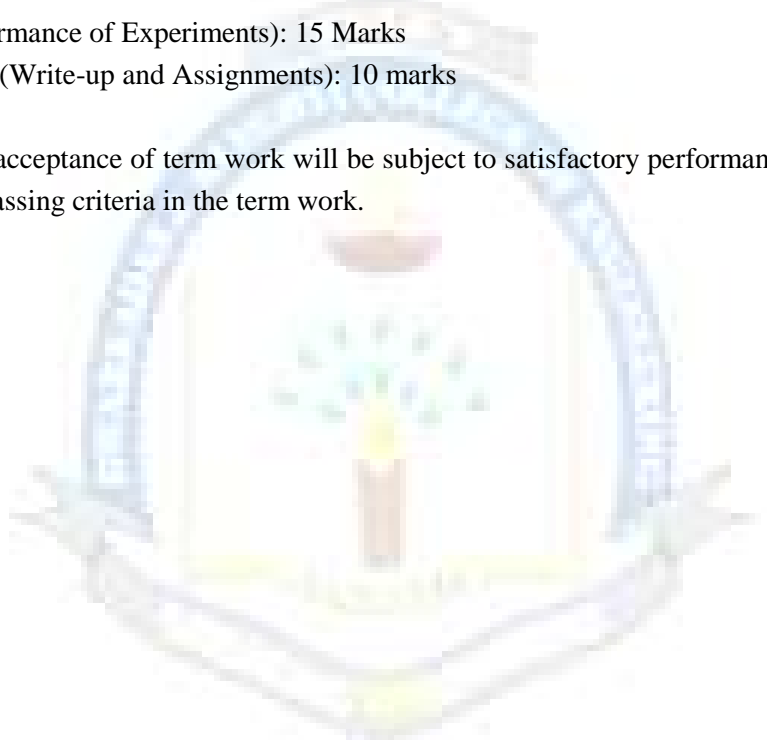 rmance of Experiments): 15 Marks
(Write-up and Assignments): 10 marks
acceptance of term work will be subject to satisfactory performan
assing criteria in the term work.